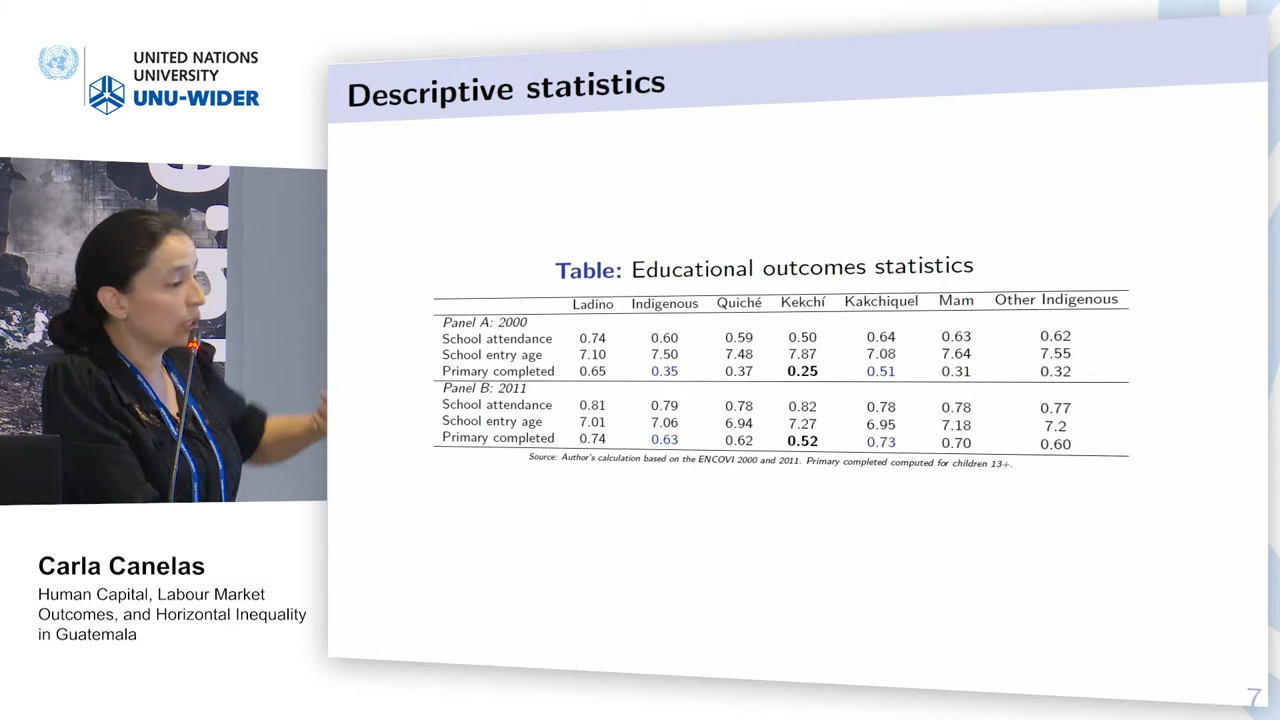 UNITED NATIONS
UNIVERSITY
UNU-WIDER
Descriptive statistics
Table: Educational outcomes statistics
Ladino Indigenous Quiché Kekchí Kakchiquel Mam Other Indigenous
Panel A: 2000
School attendance 0.74 0.60 0.59 0.50 0.64 0.63 0.62
School entry age 7.10 7.50 7.48 7.87 7.08 7.64 7.55
Primary completed 0.65 0.35 0.37 0.25 0.51 0.31 0.32
Panel B: 2011
School attendance 0.81 0.79 0.78 0.82 0.78 0.78 0.77
School entry age 7.01 7.06 6.94 7.27 6.95 7.18 7.2
Primary completed 0.74 0.63 0.62 0.52 0.73 0.70 0.60
Source: Author's calculation based on the ENCOVI 2000 and 2011. Primary completed computed for children 13+.
Carla Canelas
Human Capital, Labour Market
Outcomes, and Horizontal Inequality
in Guatemala
7